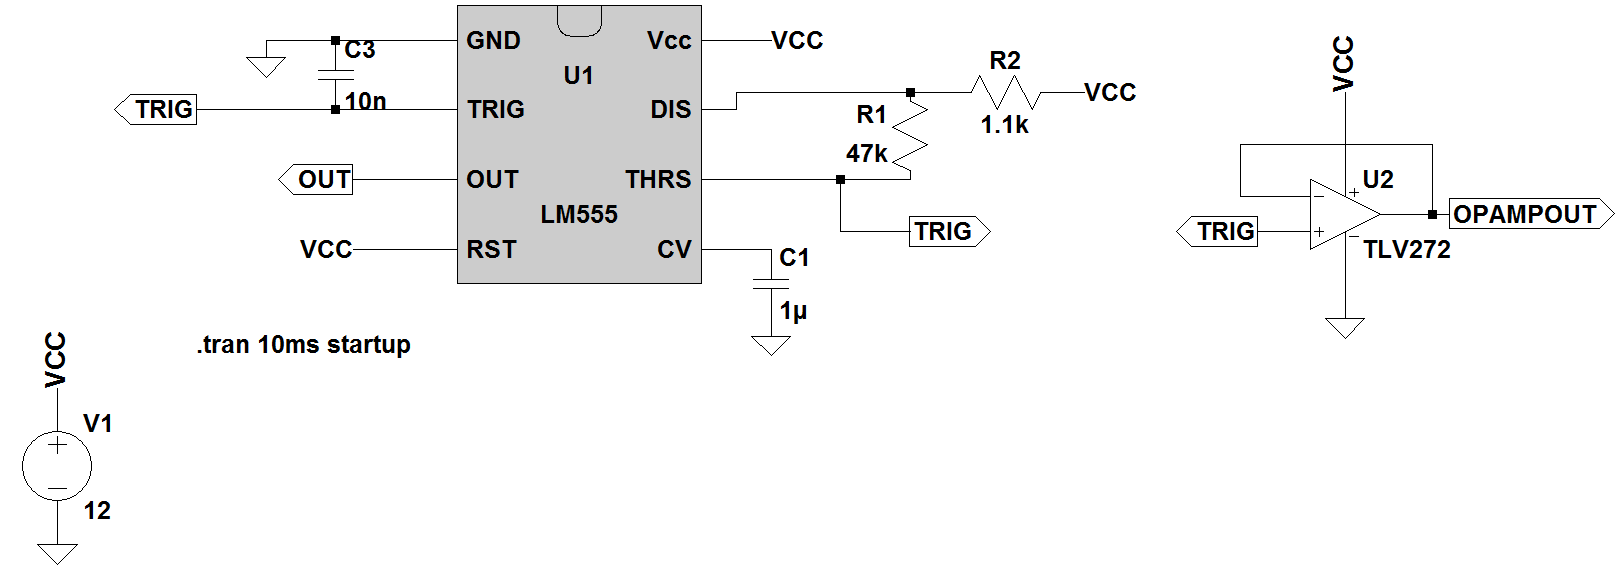 GND
Vcc
VCC
C3
10n
TRIG
TRIG
U1
DIS
R2
1.1k
VCC
R1
47k
OUT
OUT
THRS
LM555
TRIG
VCC
RST
CV
C1
1µ
VCC
U2
TRIG
OPAMPOUT
TLV272
.tran 10ms startup
VCC
V1
12